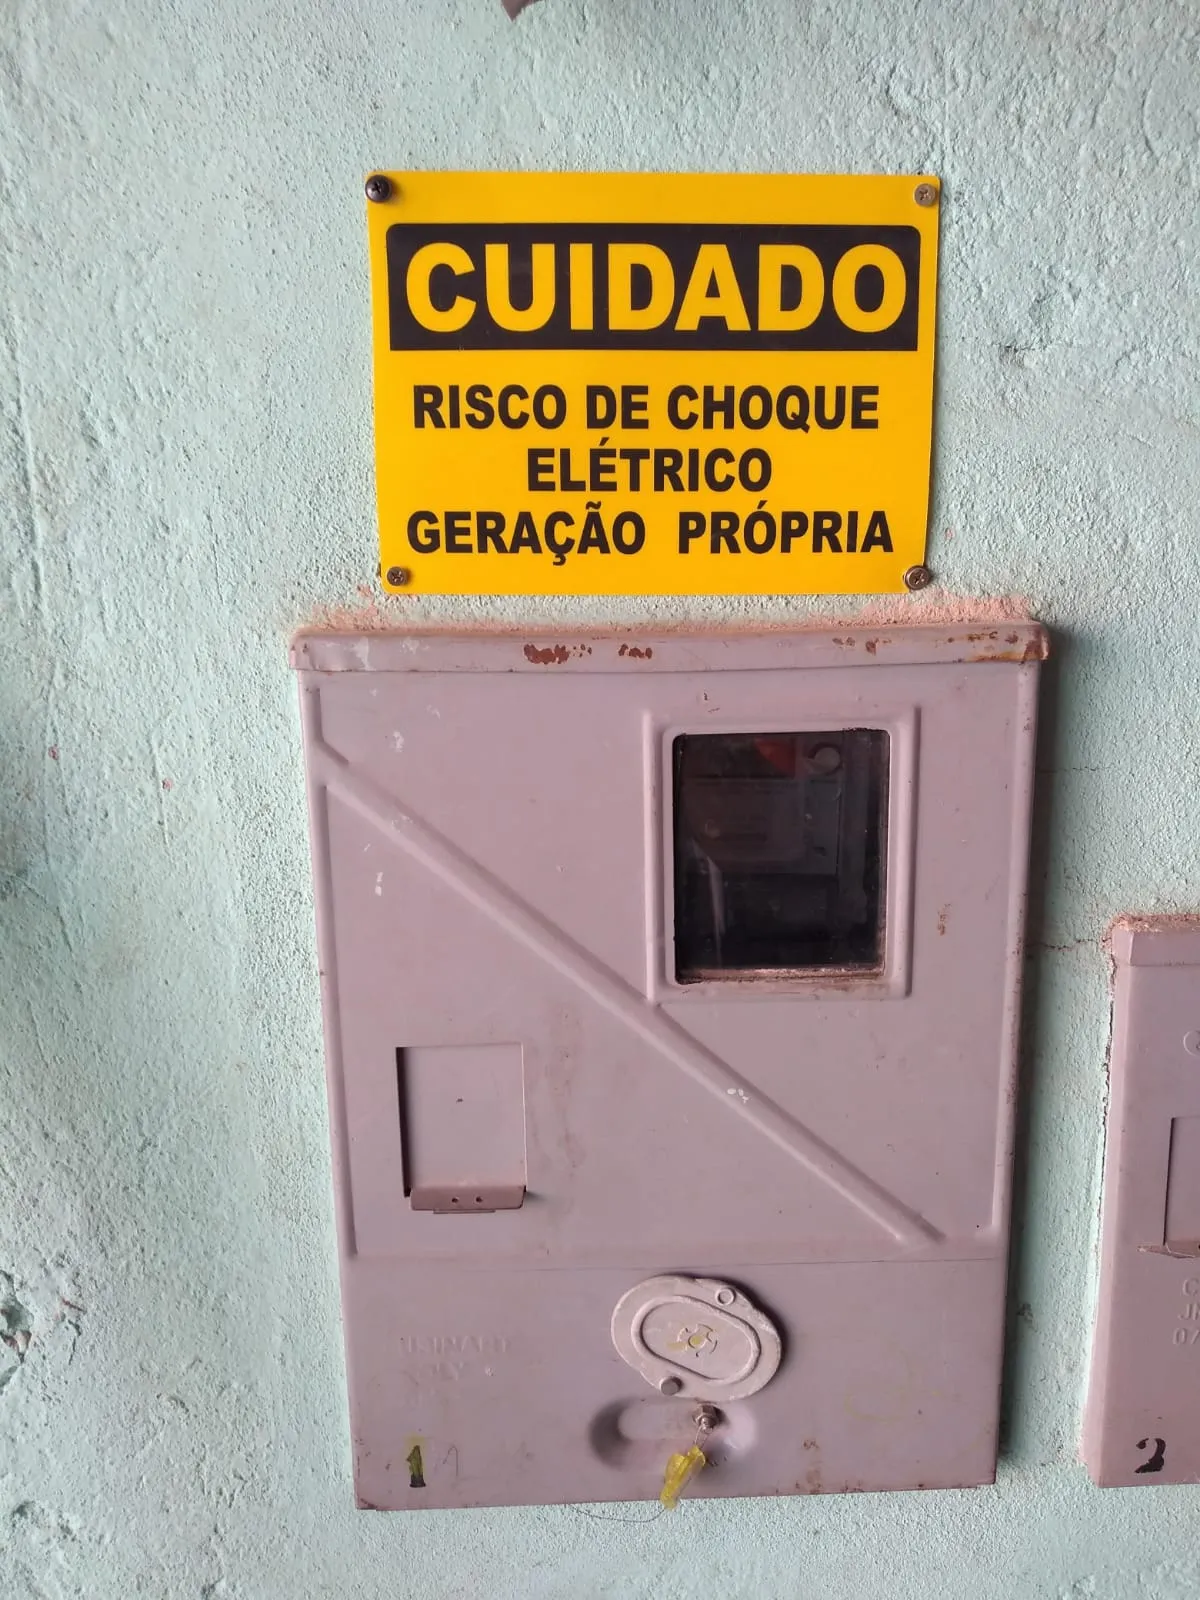 CUIDADO
RISCO DE CHOQUE
ELÉTRICO
GERAÇÃO PRÓPRIA
1
2